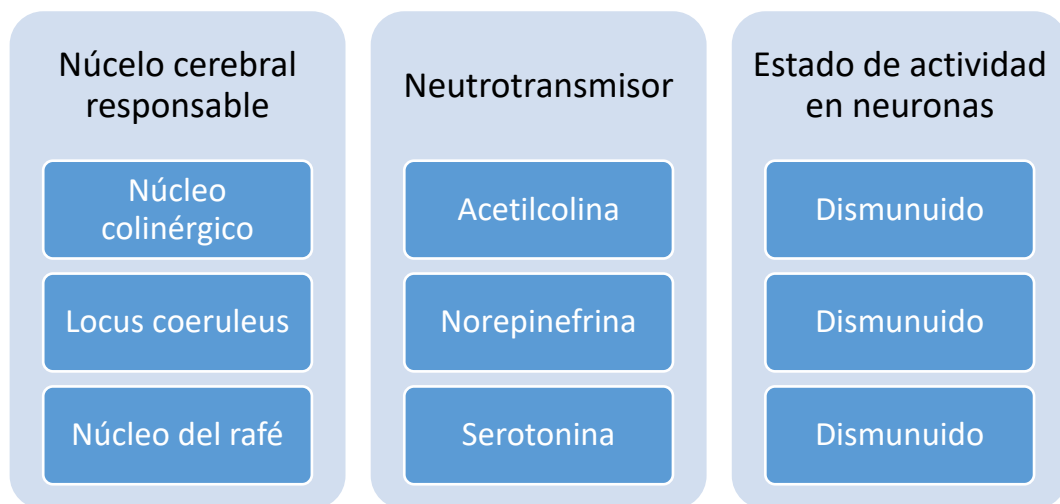 Núcelo cerebral
responsable
Núcleo
colinérgico
Locus coeruleus
Núcleo del rafé
Neutrotransmisor
Acetilcolina
Norepinefrina
Serotonina
Estado de actividad
en neuronas
Dismunuido
Dismunuido
Dismunuido